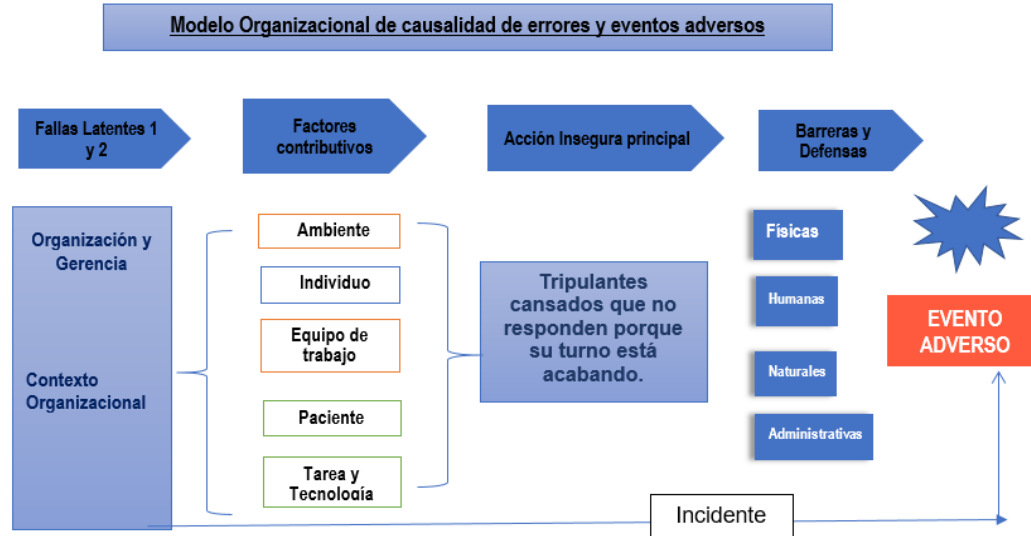 Modelo Organizacional de causalidad de errores y eventos adversos
Fallas Latentes 1
y 2
Factores
contributivos
Acción Insegura principal
Barreras y
Defensas
Organización y
Gerencia
Contexto
Organizacional
Ambiente
Individuo
Equipo de
trabajo
Paciente
Tarea y
Tecnología
Tripulantes
cansados que no
responden porque
su turno está
acabando.
Físicas
Humanas
Naturales
Administrativas
EVENTO
ADVERSO
Incidente